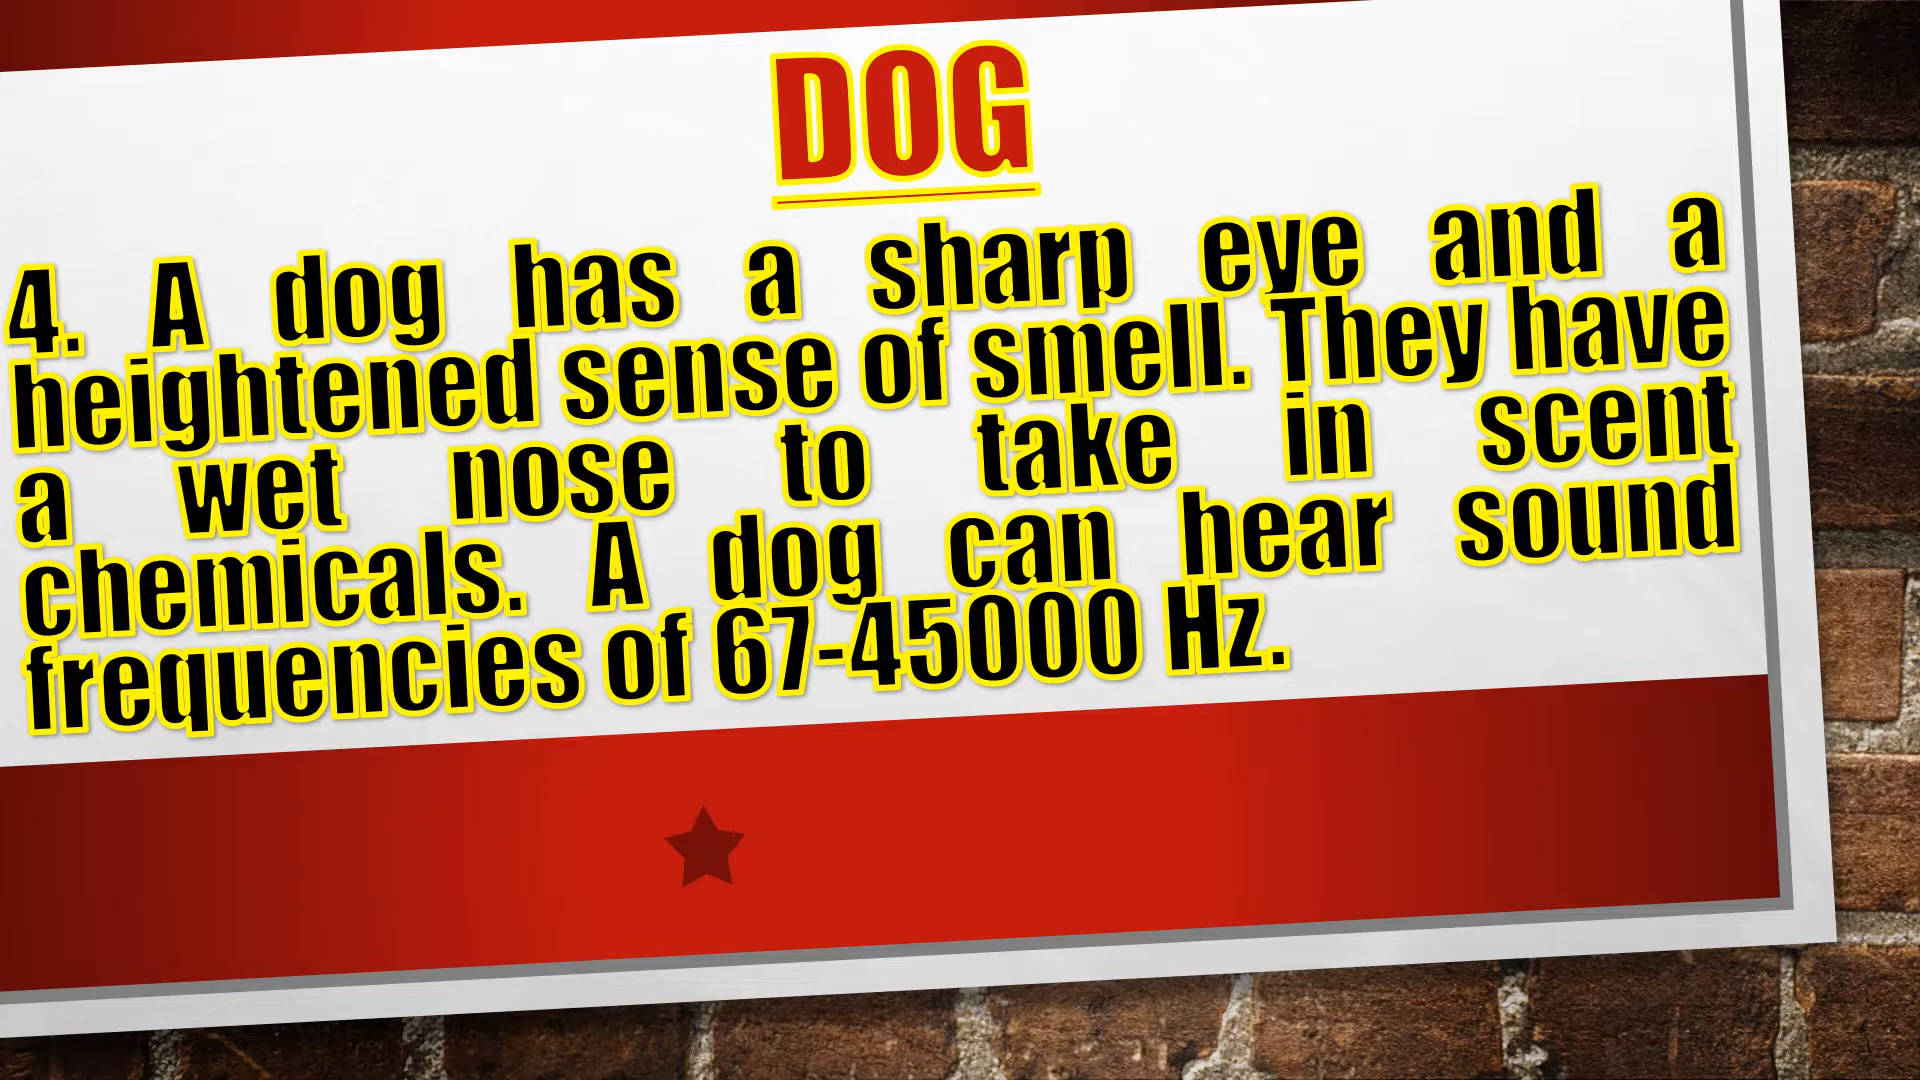 DOG
4. A dog has a sharp eye and a
heightened sense of smell. They have
a wet nose to take in scent
chemicals. A dog can hear sound
frequencies of 67-45000 Hz.